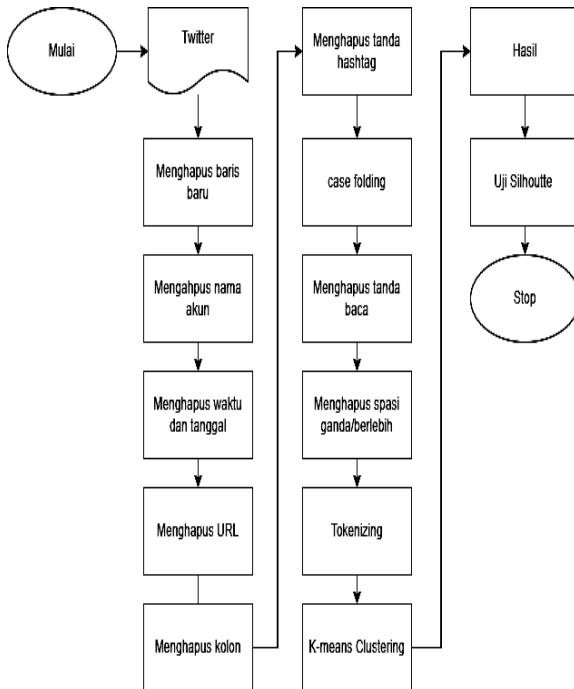 Mulai
Twitter
Menghapus baris
baru
Mengahpus nama
akun
Menghapus waktu
dan tanggal
Menghapus URL
Menghapus kolon
Menghapus tanda
hashtag
case folding
Menghapus tanda
baca
Menghapus spasi
ganda/berlebih
Tokenizing
K-means Clustering
Hasil
Uji Silhoutte
Stop